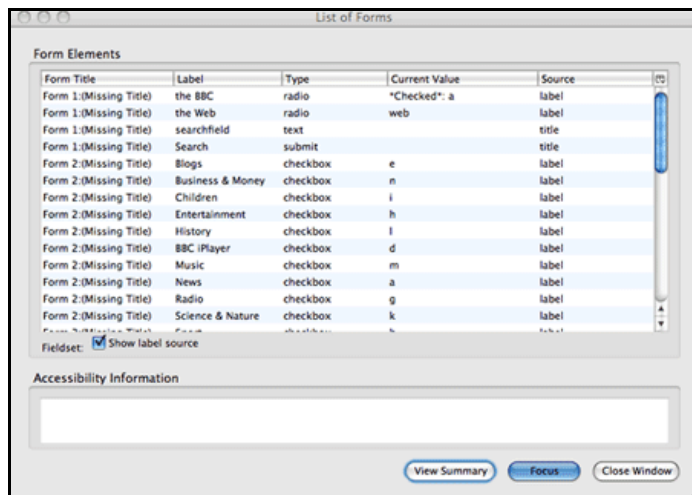 List of Forms
Form Elements
Form Title Label Type Current Value Source
Form 1:(Missing Title) the BBC radio *Checked*: a label
Form 1:(Missing Title) the Web radio web label
Form 1:(Missing Title) searchfield text title
Form 1:(Missing Title) Search submit title
Form 2:(Missing Title) Blogs checkbox e label
Form 2:(Missing Title) Business & Money checkbox n label
Form 2:(Missing Title) Children checkbox i label
Form 2:(Missing Title) Entertainment checkbox h label
Form 2:(Missing Title) History checkbox l label
Form 2:(Missing Title) BBC iPlayer checkbox d label
Form 2:(Missing Title) Music checkbox m label
Form 2:(Missing Title) News checkbox a label
Form 2:(Missing Title) Radio checkbox g label
Form 2:(Missing Title) Science & Nature checkbox k label
Fieldset: Show label source
Accessibility Information
View Summary Focus Close Window